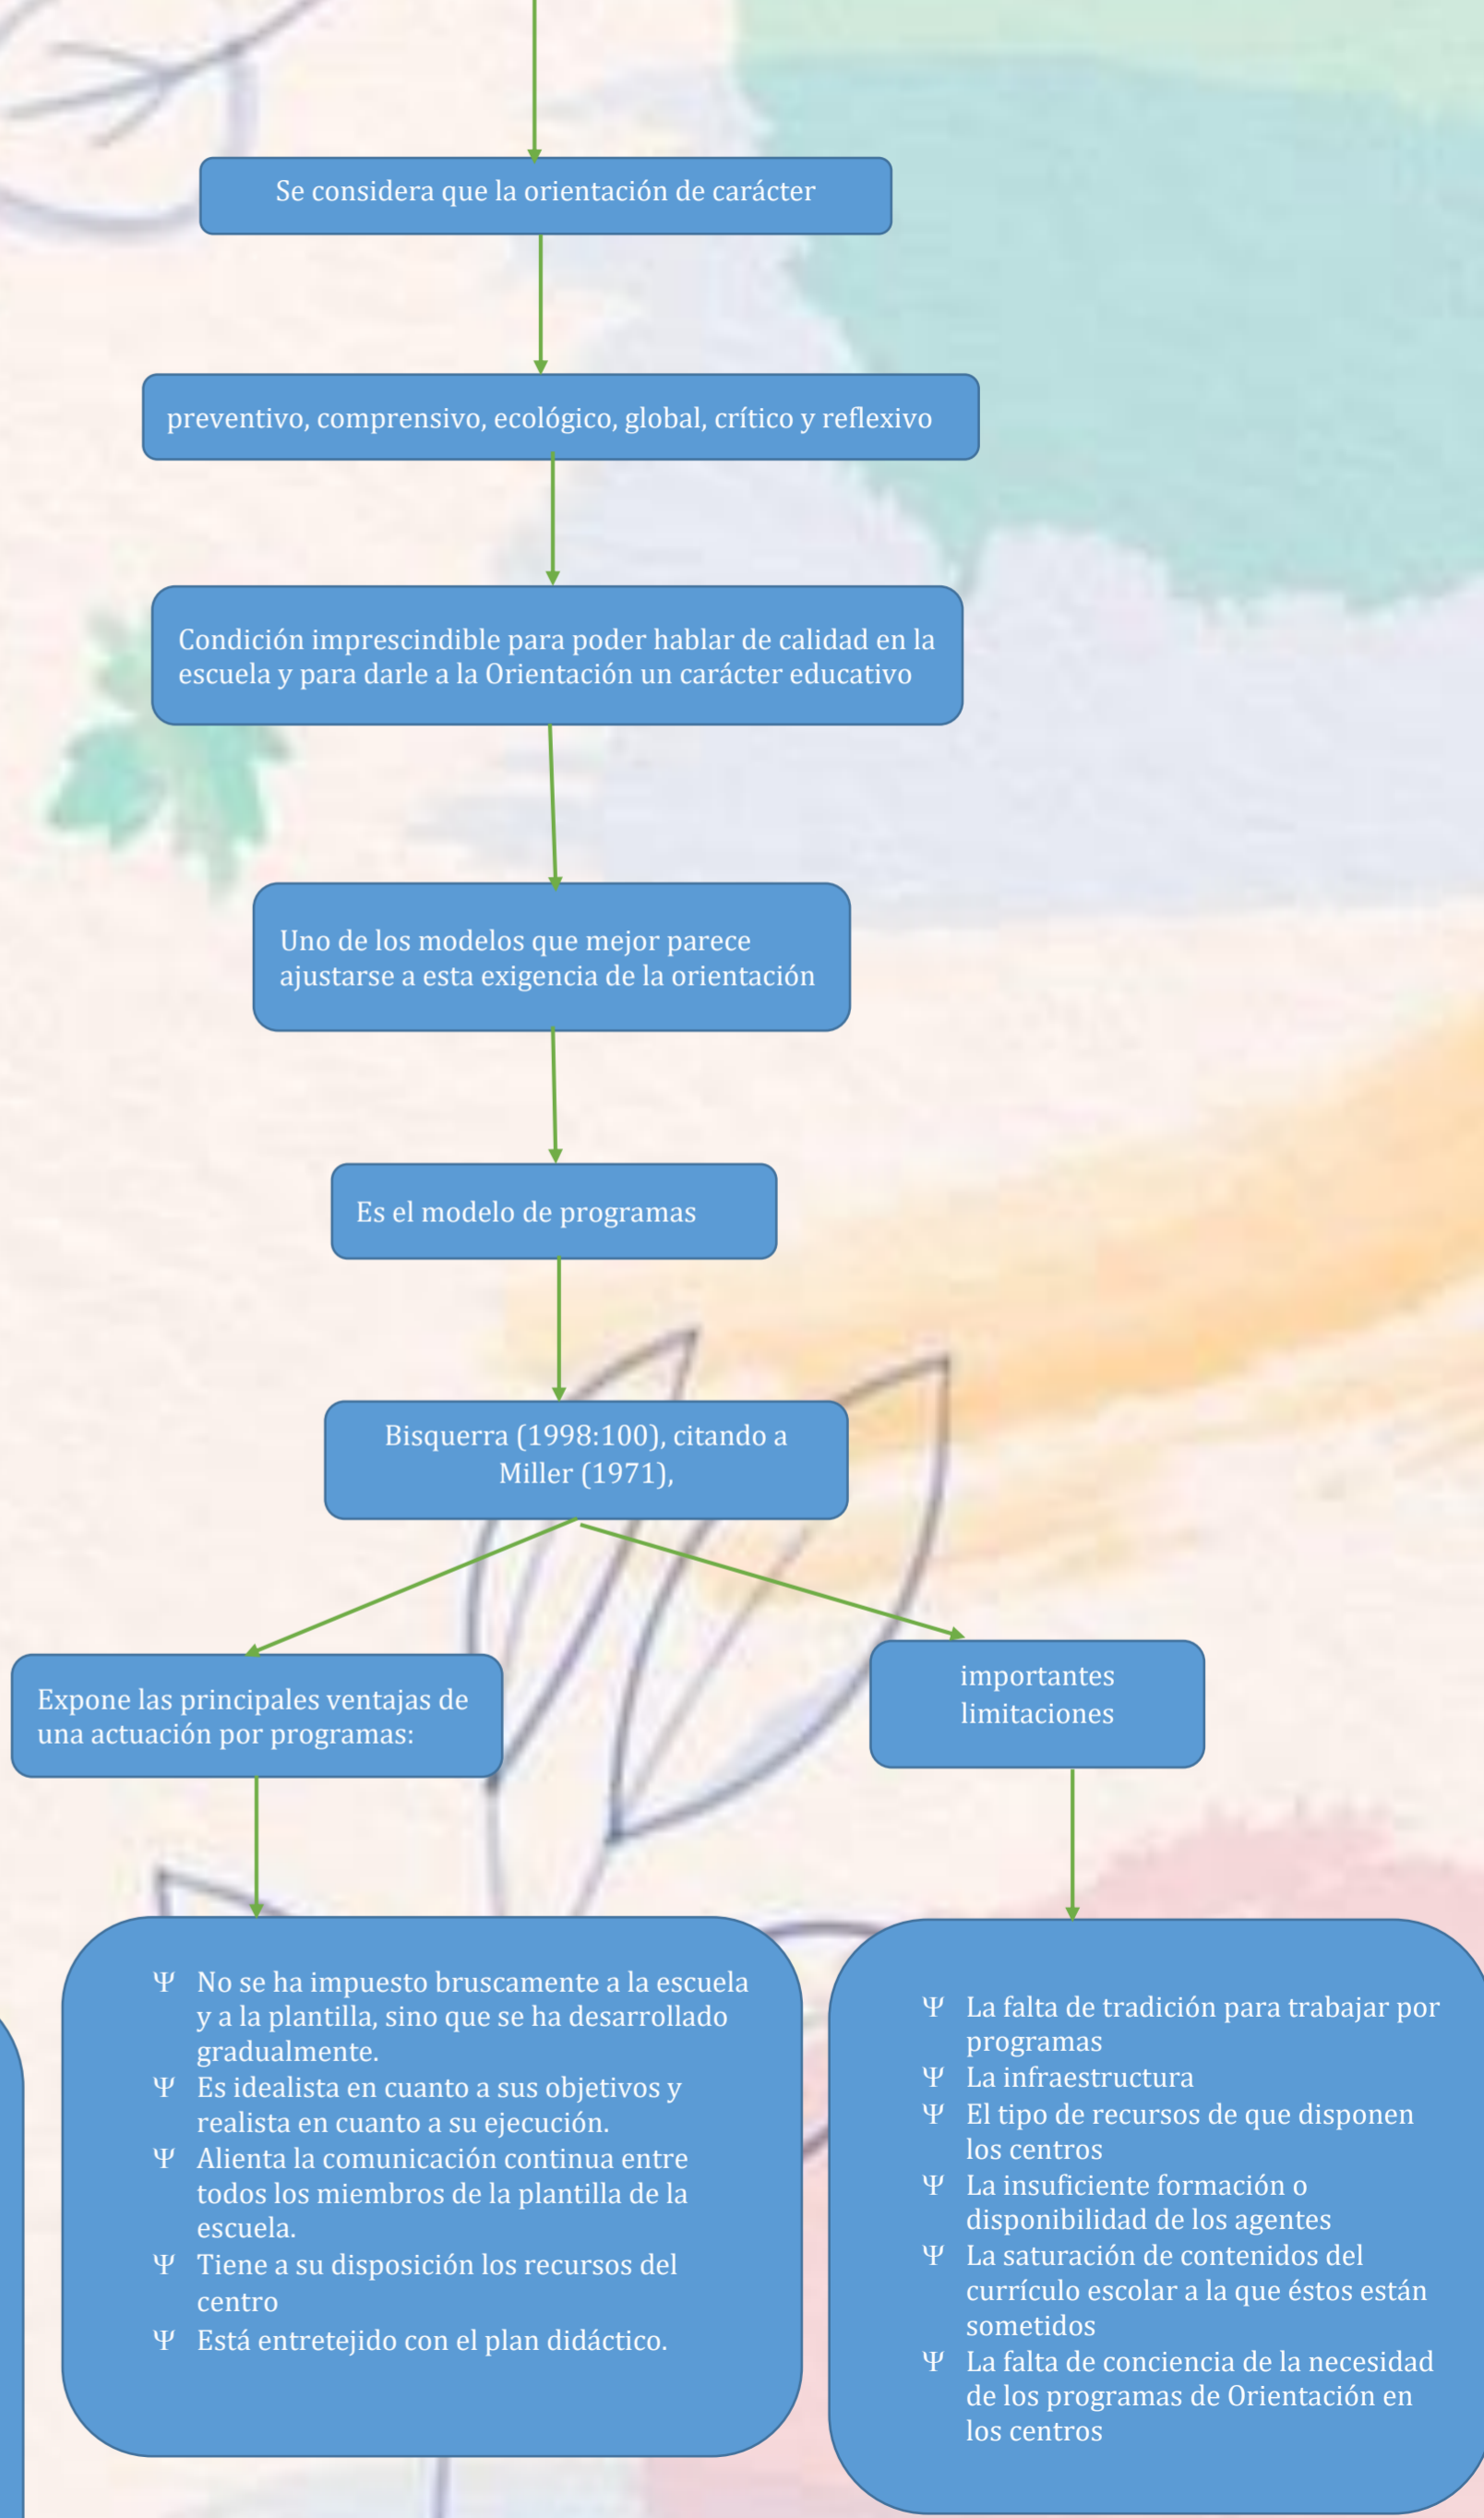 Se considera que la orientación de carácter
preventivo, comprensivo, ecológico, global, crítico y reflexivo
Condición imprescindible para poder hablar de calidad en la
escuela y para darle a la Orientación un carácter educativo
Uno de los modelos que mejor parece
ajustarse a esta exigencia de la orientación
Es el modelo de programas
Bisquerra (1998:100), citando a
Miller (1971),
Expone las principales ventajas de
una actuación por programas:
Ψ No se ha impuesto bruscamente a la escuela
y a la plantilla, sino que se ha desarrollado
gradualmente.
Ψ Es idealista en cuanto a sus objetivos y
realista en cuanto a su ejecución.
Ψ Alienta la comunicación continua entre
todos los miembros de la plantilla de la
escuela.
Ψ Tiene a su disposición los recursos del
centro
Ψ Está entretejido con el plan didáctico.
importantes
limitaciones
Ψ La falta de tradición para trabajar por
programas
Ψ La infraestructura
Ψ El tipo de recursos de que disponen
los centros
Ψ La insuficiente formación o
disponibilidad de los agentes
Ψ La saturación de contenidos del
currículo escolar a la que éstos están
sometidos
Ψ La falta de conciencia de la necesidad
de los programas de Orientación en
los centros